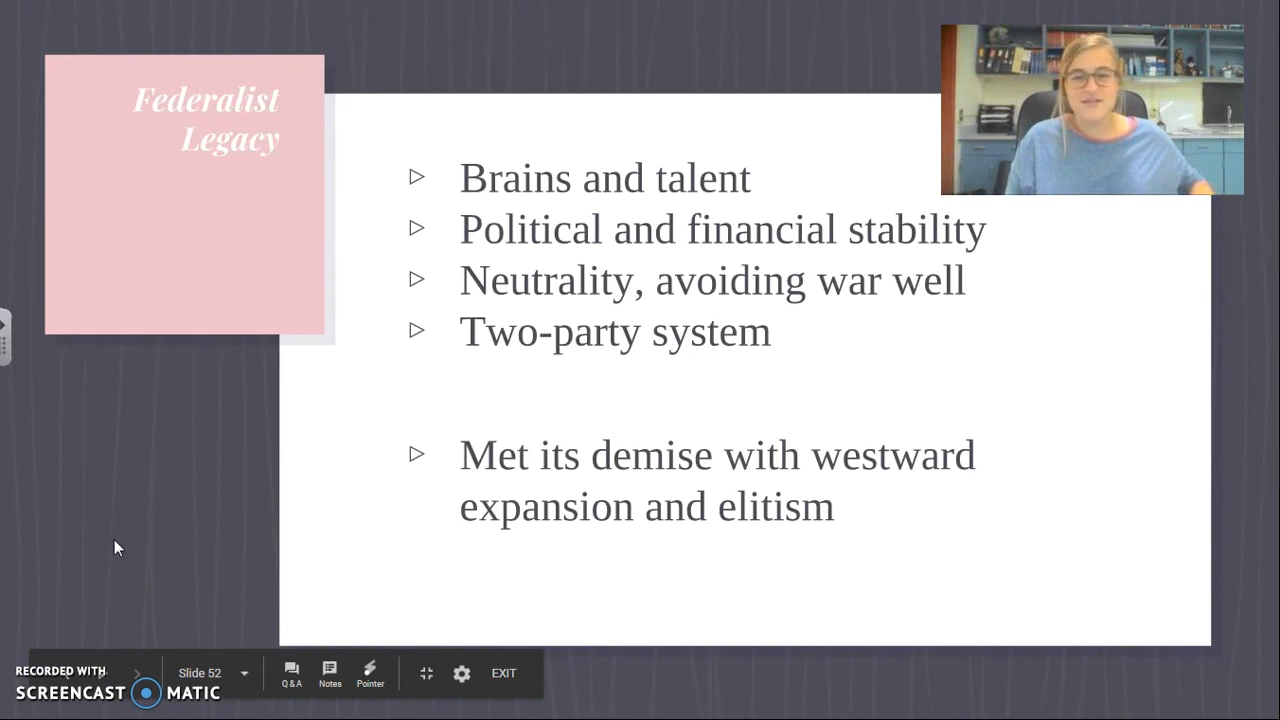 Federalist
Legacy
Brains and talent
Political and financial stability
Neutrality, avoiding war well
Two-party system
Met its demise with westward
expansion and elitism
Slide 52
Q & A
Notes
Pointer
EXIT
RECORDED WITH
SCREENCAST MATIC